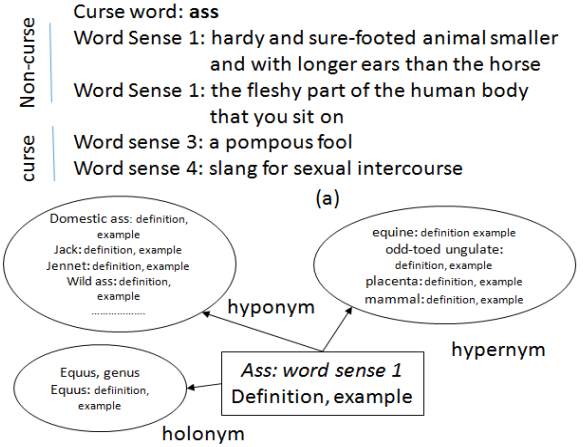 Curse word: ass
Non-curse
Word Sense 1: hardy and sure-footed animal smaller
and with longer ears than the horse
Word Sense 1: the fleshy part of the human body
that you sit on
curse
Word sense 3: a pompous fool
Word sense 4: slang for sexual intercourse
(a)
Domestic ass: definition,
example
Jack: definition, example
Jennet: definition, example
Wild ass: definition,
example
.....................
hyponym
equine: definition example
odd-toed ungulate:
definition, example
placenta: definition, example
mammal: definition, example
hypernym
Ass: word sense 1
Definition, example
Equus, genus
Equus: defiinition,
example
holonym